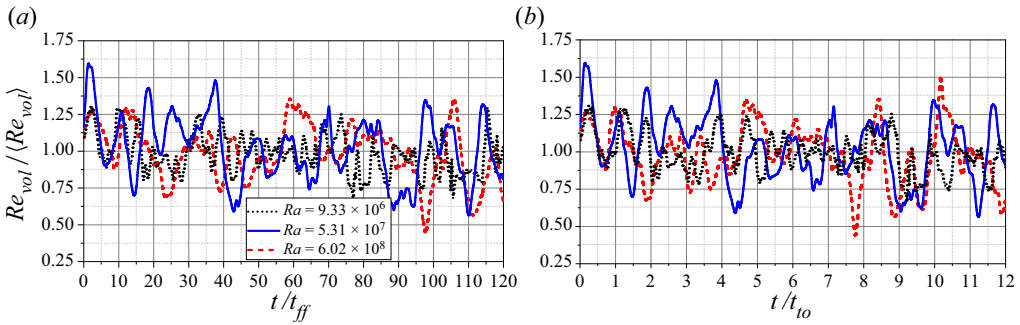 (a)
(b)
Re_vol / ⟨Re_vol⟩
1.75
1.50
1.25
1.00
0.75
0.50
0.25
Ra = 9.33 × 10^6
Ra = 5.31 × 10^7
Ra = 6.02 × 10^8
0 10 20 30 40 50 60 70 80 90 100 110 120
t/t_ff
1.75
1.50
1.25
1.00
0.75
0.50
0.25
0 1 2 3 4 5 6 7 8 9 10 11 12
t/t_to